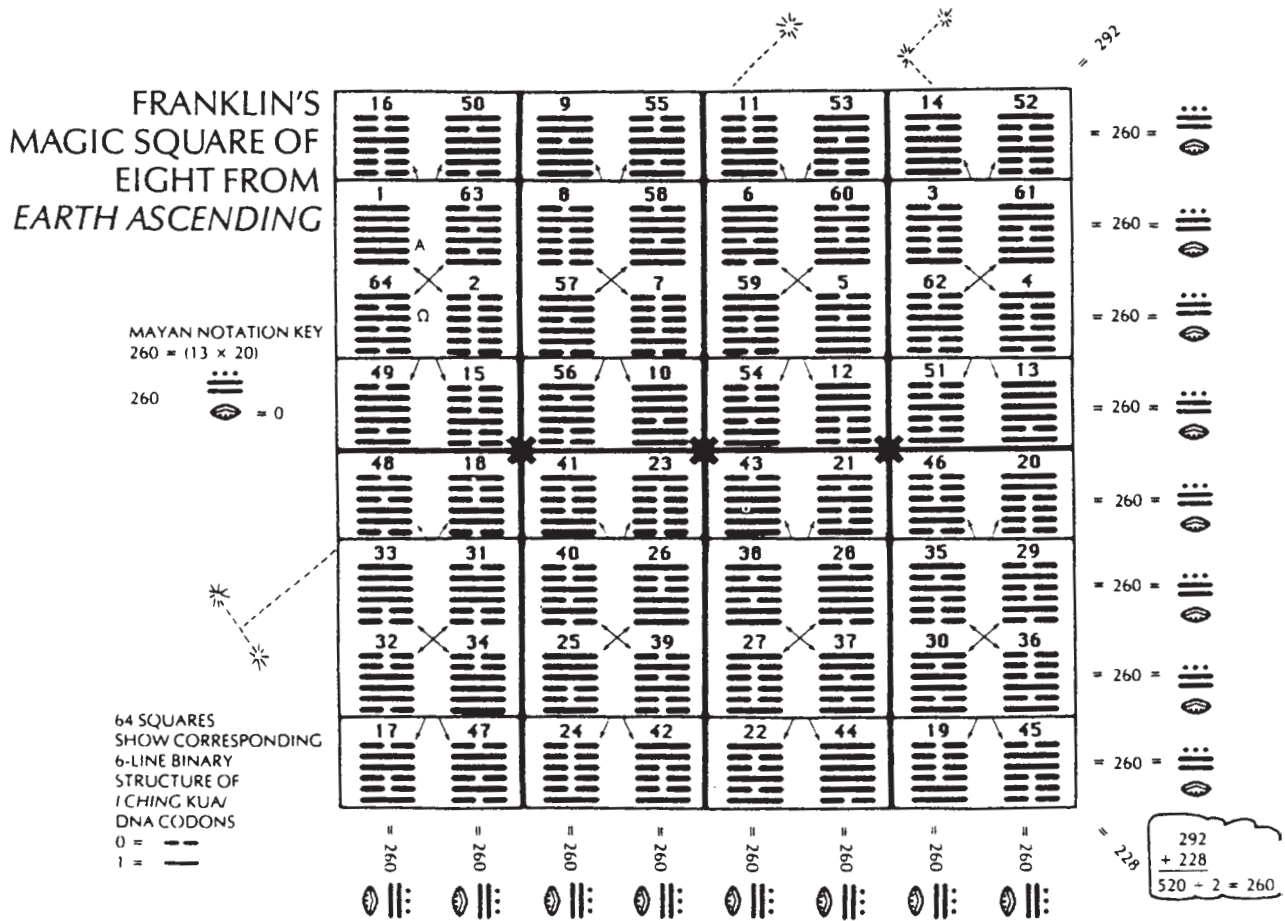 FRANKLIN'S
MAGIC SQUARE OF
EIGHT FROM
EARTH ASCENDING
= 292
16 50 9 55 11 53 14 52
= 260 =
1 63 8 58 6 60 3 61
A
= 260 =
64 2 57 7 59 5 62 4
Ω
= 260 =
MAYAN NOTATION KEY
260 = (13 × 20)
260
= 0
49 15 56 10 54 12 51 13
= 260 =
48 18 41 23 43 21 46 20
= 260 =
33 31 40 26 38 28 35 29
= 260 =
32 34 25 39 27 37 30 36
= 260 =
17 47 24 42 22 44 19 45
= 260 =
64 SQUARES
SHOW CORRESPONDING
6-LINE BINARY
STRUCTURE OF
I CHING KUA/
DNA CODONS
0 =
1 =
= 260 = 260 = 260 = 260 = 260 = 260 = 260 = 260
= 228
292
+ 228
520 ÷ 2 = 260